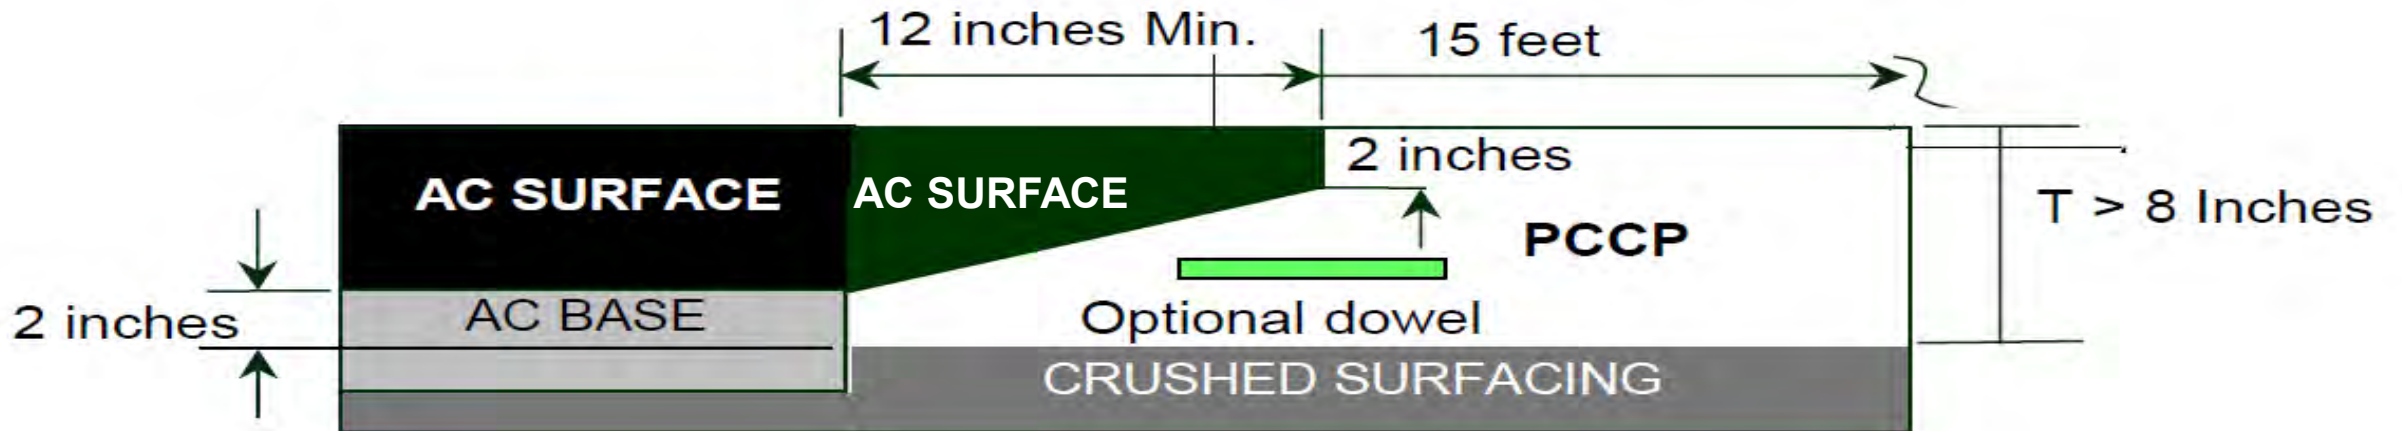 12 inches Min.
15 feet
AC SURFACE
AC SURFACE
2 inches
PCCP
T > 8 Inches
2 inches
AC BASE
Optional dowel
CRUSHED SURFACING